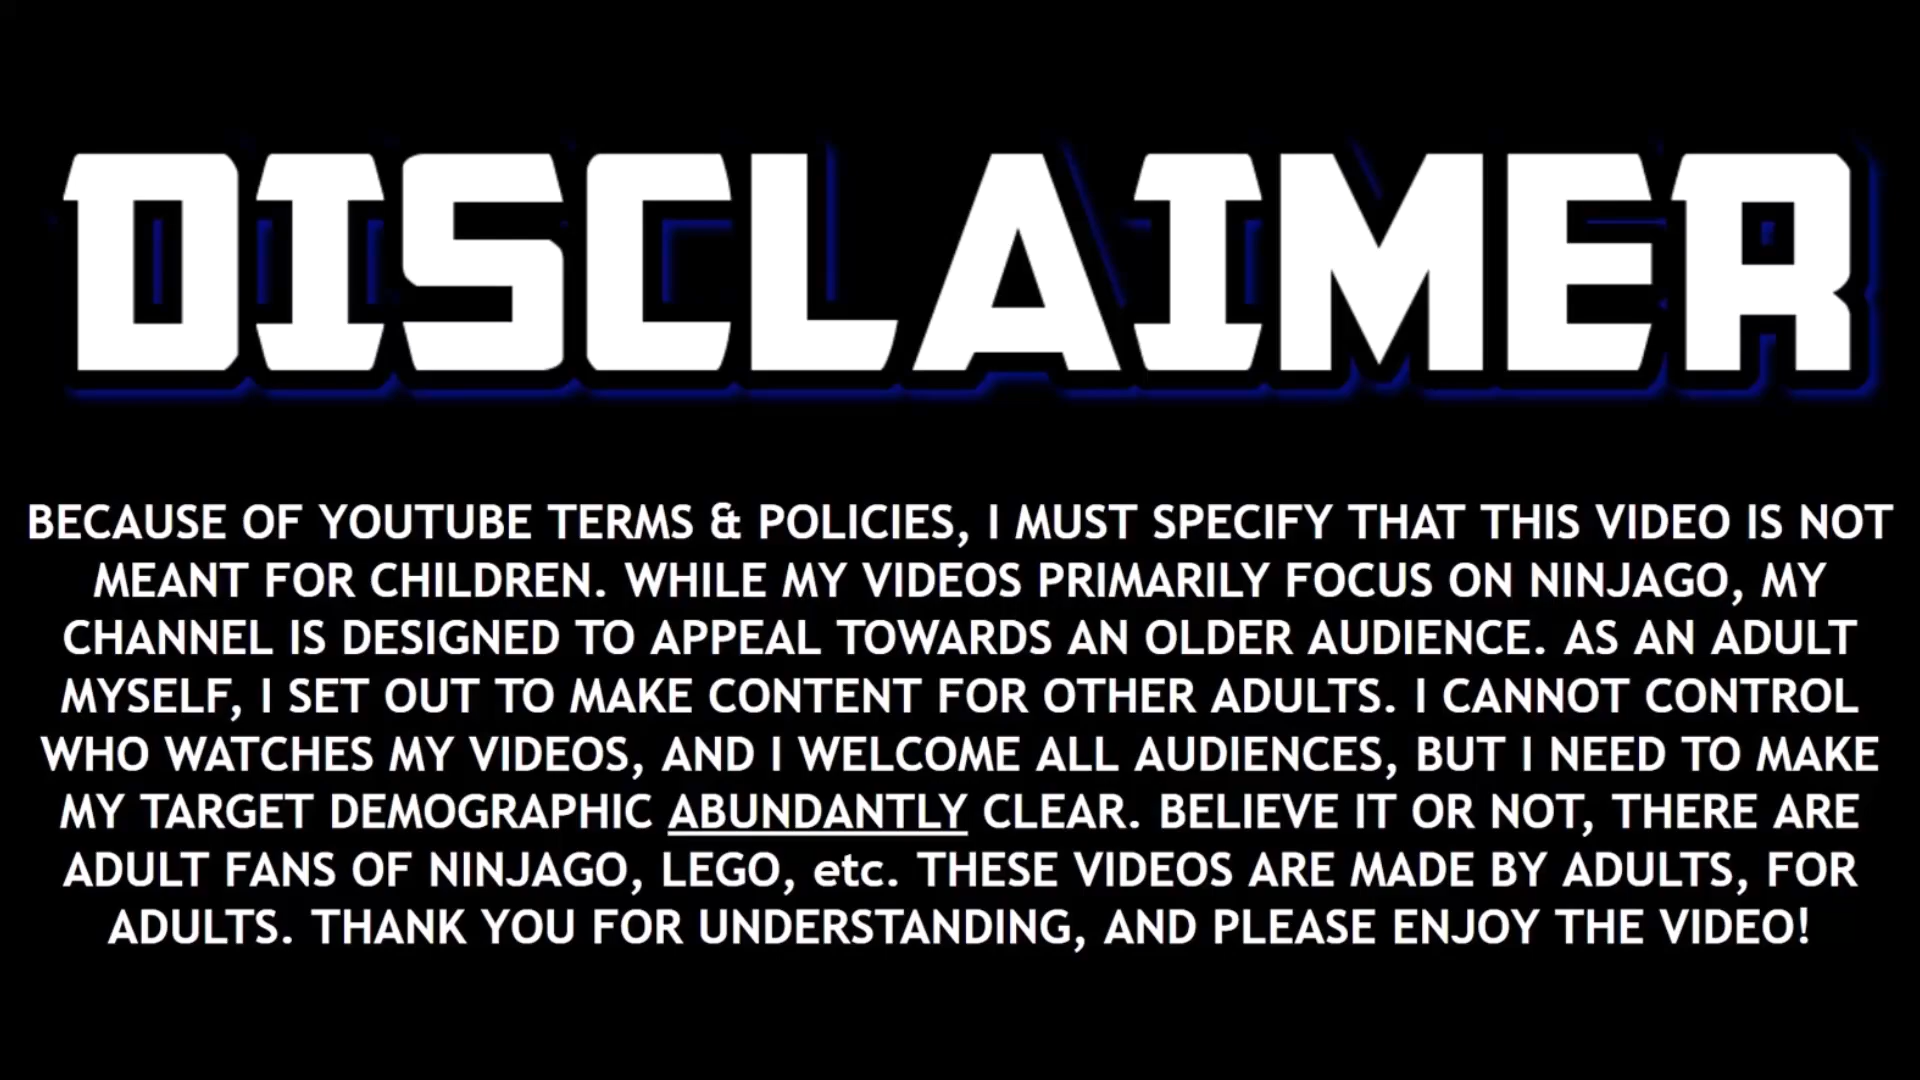 DISCLAIMER
BECAUSE OF YOUTUBE TERMS & POLICIES, I MUST SPECIFY THAT THIS VIDEO IS NOT
MEANT FOR CHILDREN. WHILE MY VIDEOS PRIMARILY FOCUS ON NINJAGO, MY
CHANNEL IS DESIGNED TO APPEAL TOWARDS AN OLDER AUDIENCE. AS AN ADULT
MYSELF, I SET OUT TO MAKE CONTENT FOR OTHER ADULTS. I CANNOT CONTROL
WHO WATCHES MY VIDEOS, AND I WELCOME ALL AUDIENCES, BUT I NEED TO MAKE
MY TARGET DEMOGRAPHIC ABUNDANTLY CLEAR. BELIEVE IT OR NOT, THERE ARE
ADULT FANS OF NINJAGO, LEGO, etc. THESE VIDEOS ARE MADE BY ADULTS, FOR
ADULTS. THANK YOU FOR UNDERSTANDING, AND PLEASE ENJOY THE VIDEO!